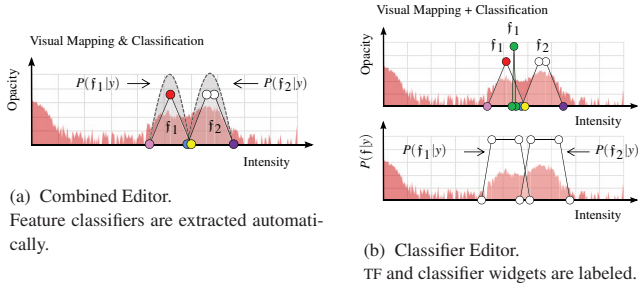 Visual Mapping & Classification
Opacity
P(𝔣1|y)
P(𝔣2|y)
𝔣1
𝔣2
Intensity
(a) Combined Editor.
Feature classifiers are extracted automati-
cally.
Visual Mapping + Classification
Opacity
𝔣1
𝔣1
𝔣2
Intensity
P(𝔣|y)
P(𝔣1|y)
P(𝔣2|y)
Intensity
(b) Classifier Editor.
TF and classifier widgets are labeled.